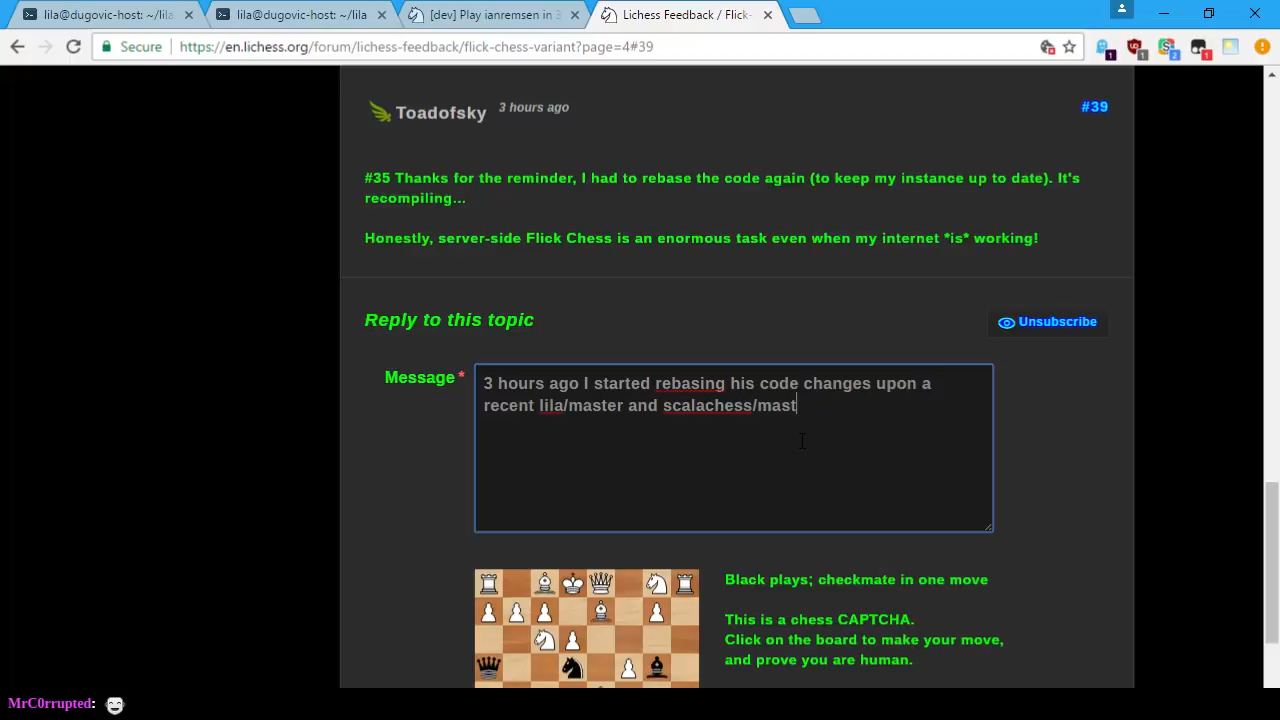 lila@dugovic-host: ~/lila
lila@dugovic-host: ~/lila
[dev] Play ianremsen in 3
Lichess Feedback / Flick-
Secure
https://en.lichess.org/forum/lichess-feedback/flick-chess-variant?page=4#39
1
1
2
1
Toadofsky 3 hours ago
#39
#35 Thanks for the reminder, I had to rebase the code again (to keep my instance up to date). It's
recompiling...
Honestly, server-side Flick Chess is an enormous task even when my internet *is* working!
Reply to this topic
Unsubscribe
Message *
3 hours ago I started rebasing his code changes upon a
recent lila/master and scalachess/mast
Black plays; checkmate in one move
This is a chess CAPTCHA.
Click on the board to make your move,
and prove you are human.
MrC0rrupted: